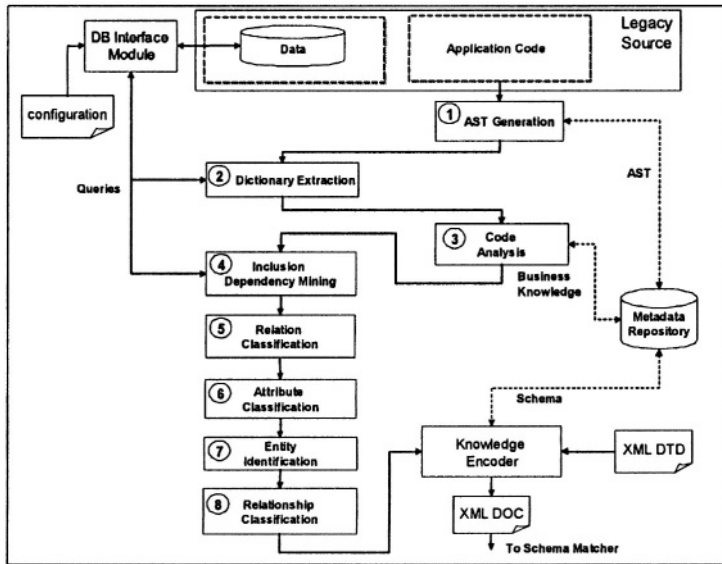 DB Interface
Module
Data
Application Code
Legacy
Source
configuration
1
AST Generation
Queries
2
Dictionary Extraction
AST
3
Code
Analysis
Business
Knowledge
4
Inclusion
Dependency Mining
Metadata
Repository
5
Relation
Classification
6
Attribute
Classification
Schema
7
Entity
Identification
Knowledge
Encoder
XML DTD
8
Relationship
Classification
XML DOC
To Schema Matcher